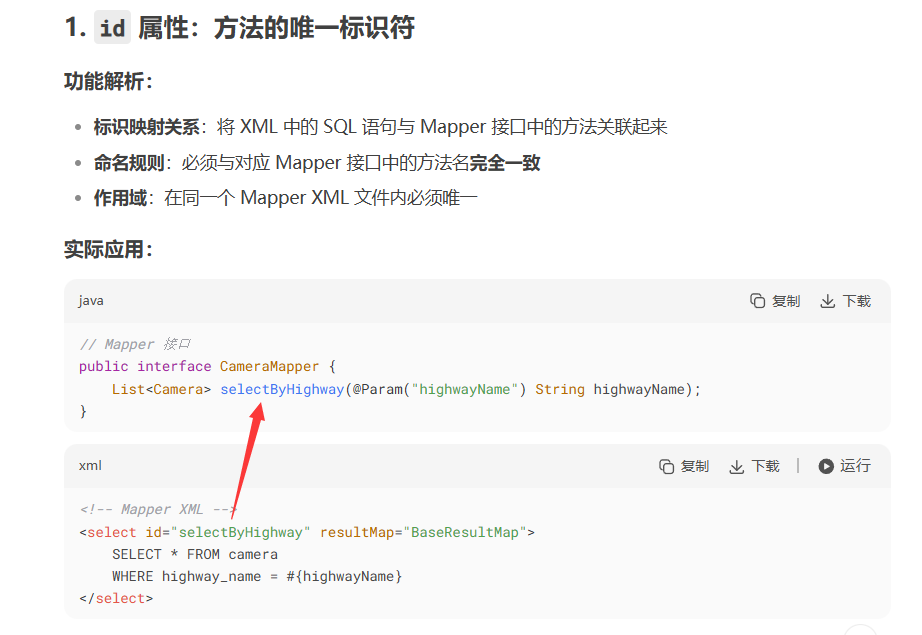 1. id 属性：方法的唯一标识符
功能解析：
标识映射关系：将 XML 中的 SQL 语句与 Mapper 接口中的方法关联起来
命名规则：必须与对应 Mapper 接口中的方法名完全一致
作用域：在同一个 Mapper XML 文件内必须唯一
实际应用：
java 复制 下载
// Mapper 接口
public interface CameraMapper {
    List<Camera> selectByHighway(@Param("highwayName") String highwayName);
}
xml 复制 下载 | 运行
<!-- Mapper XML -->
<select id="selectByHighway" resultMap="BaseResultMap">
    SELECT * FROM camera
    WHERE highway_name = #{highwayName}
</select>